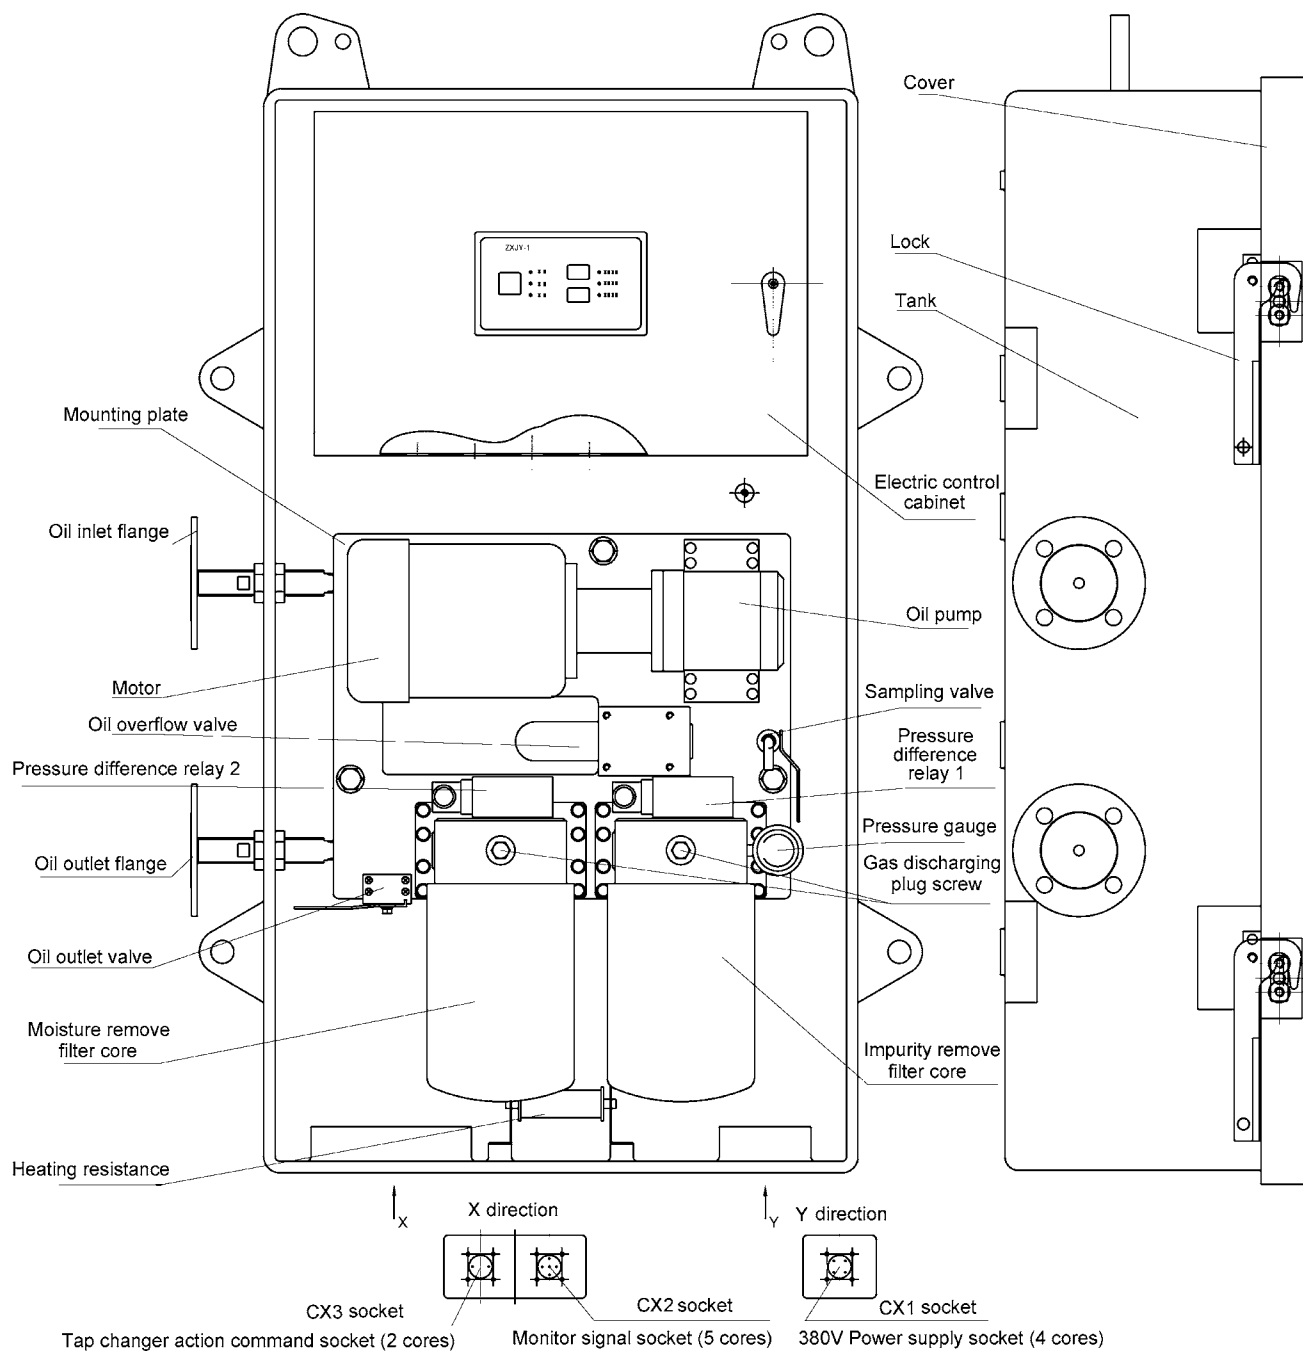 Cover
ZXJY-1
Lock
Tank
Mounting plate
Electric control
cabinet
Oil inlet flange
Oil pump
Motor
Sampling valve
Oil overflow valve
Pressure
difference
relay 1
Pressure difference relay 2
Pressure gauge
Oil outlet flange
Gas discharging
plug screw
Oil outlet valve
Moisture remove
filter core
Impurity remove
filter core
Heating resistance
X
X direction
Y
Y direction
CX3 socket
CX2 socket
CX1 socket
Tap changer action command socket (2 cores)
Monitor signal socket (5 cores)
380V Power supply socket (4 cores)